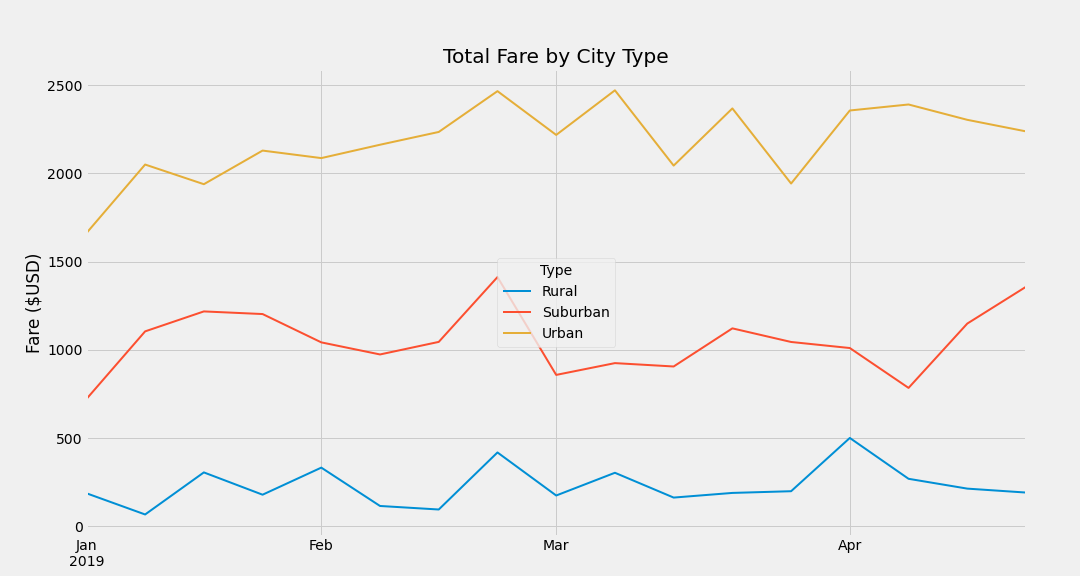 Total Fare by City Type
Fare ($USD)
2500
2000
1500
1000
500
0
Type
Rural
Suburban
Urban
Jan Feb Mar Apr
2019